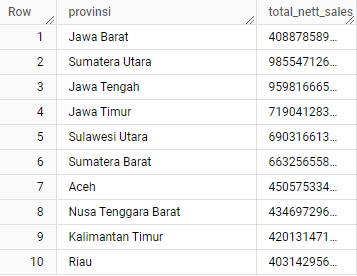 Row provinsi total_nett_sales
1 Jawa Barat 408878589...
2 Sumatera Utara 985547126...
3 Jawa Tengah 959816665...
4 Jawa Timur 719041283...
5 Sulawesi Utara 690316613...
6 Sumatera Barat 663256558...
7 Aceh 450575334...
8 Nusa Tenggara Barat 434697296...
9 Kalimantan Timur 420131471...
10 Riau 403142956...